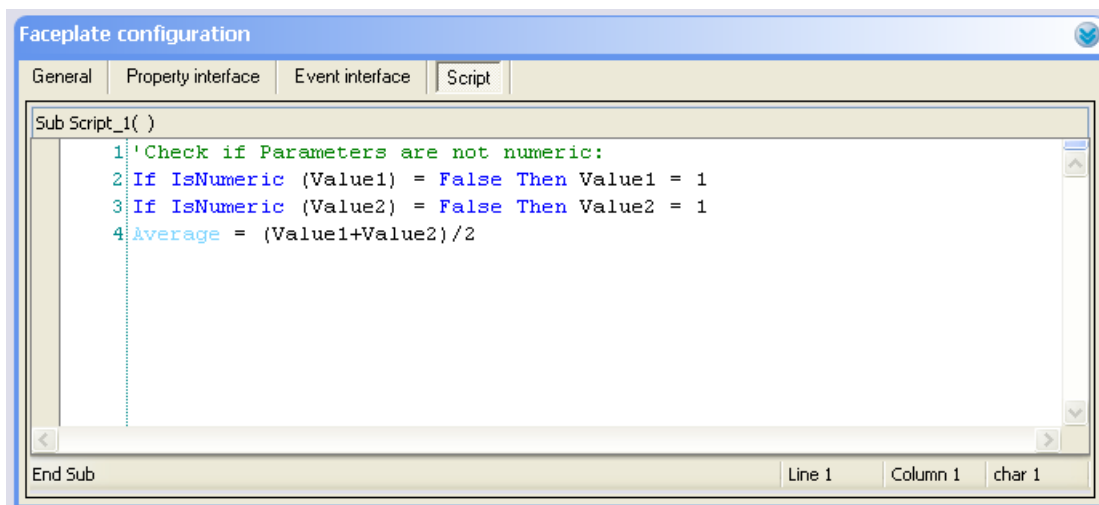 Faceplate configuration
General Property interface Event interface Script
Sub Script_1( )
1 'Check if Parameters are not numeric:
2 If IsNumeric (Value1) = False Then Value1 = 1
3 If IsNumeric (Value2) = False Then Value2 = 1
4 Average = (Value1+Value2)/2
End Sub Line 1 Column 1 char 1